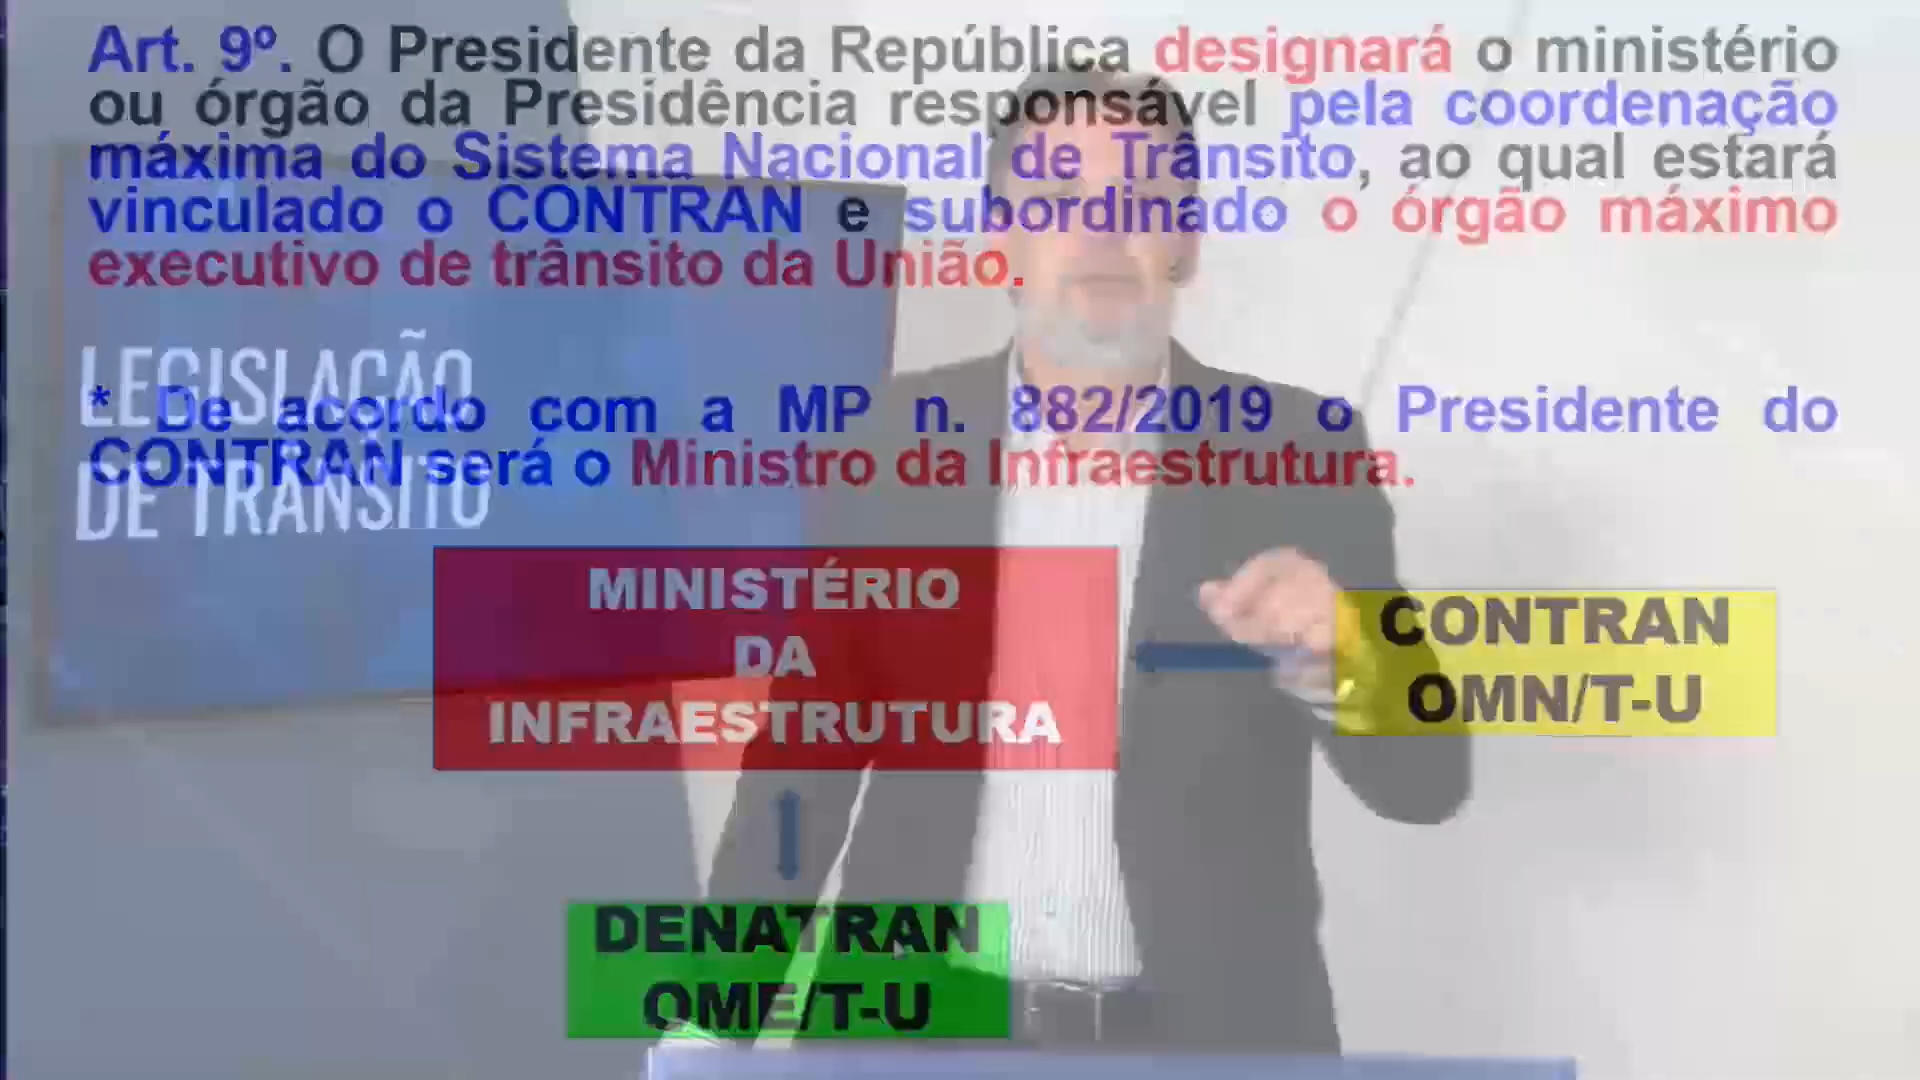 Art. 9º. O Presidente da República designará o ministério
ou órgão da Presidência responsável pela coordenação
máxima do Sistema Nacional de Trânsito, ao qual estará
vinculado o CONTRAN e subordinado o órgão máximo
executivo de trânsito da União.
LEGISLAÇÃO
DE TRÂNSITO
* De acordo com a MP n. 882/2019 o Presidente do
CONTRAN será o Ministro da Infraestrutura.
MINISTÉRIO
DA
INFRAESTRUTURA
CONTRAN
OMN/T-U
DENATRAN
OME/T-U